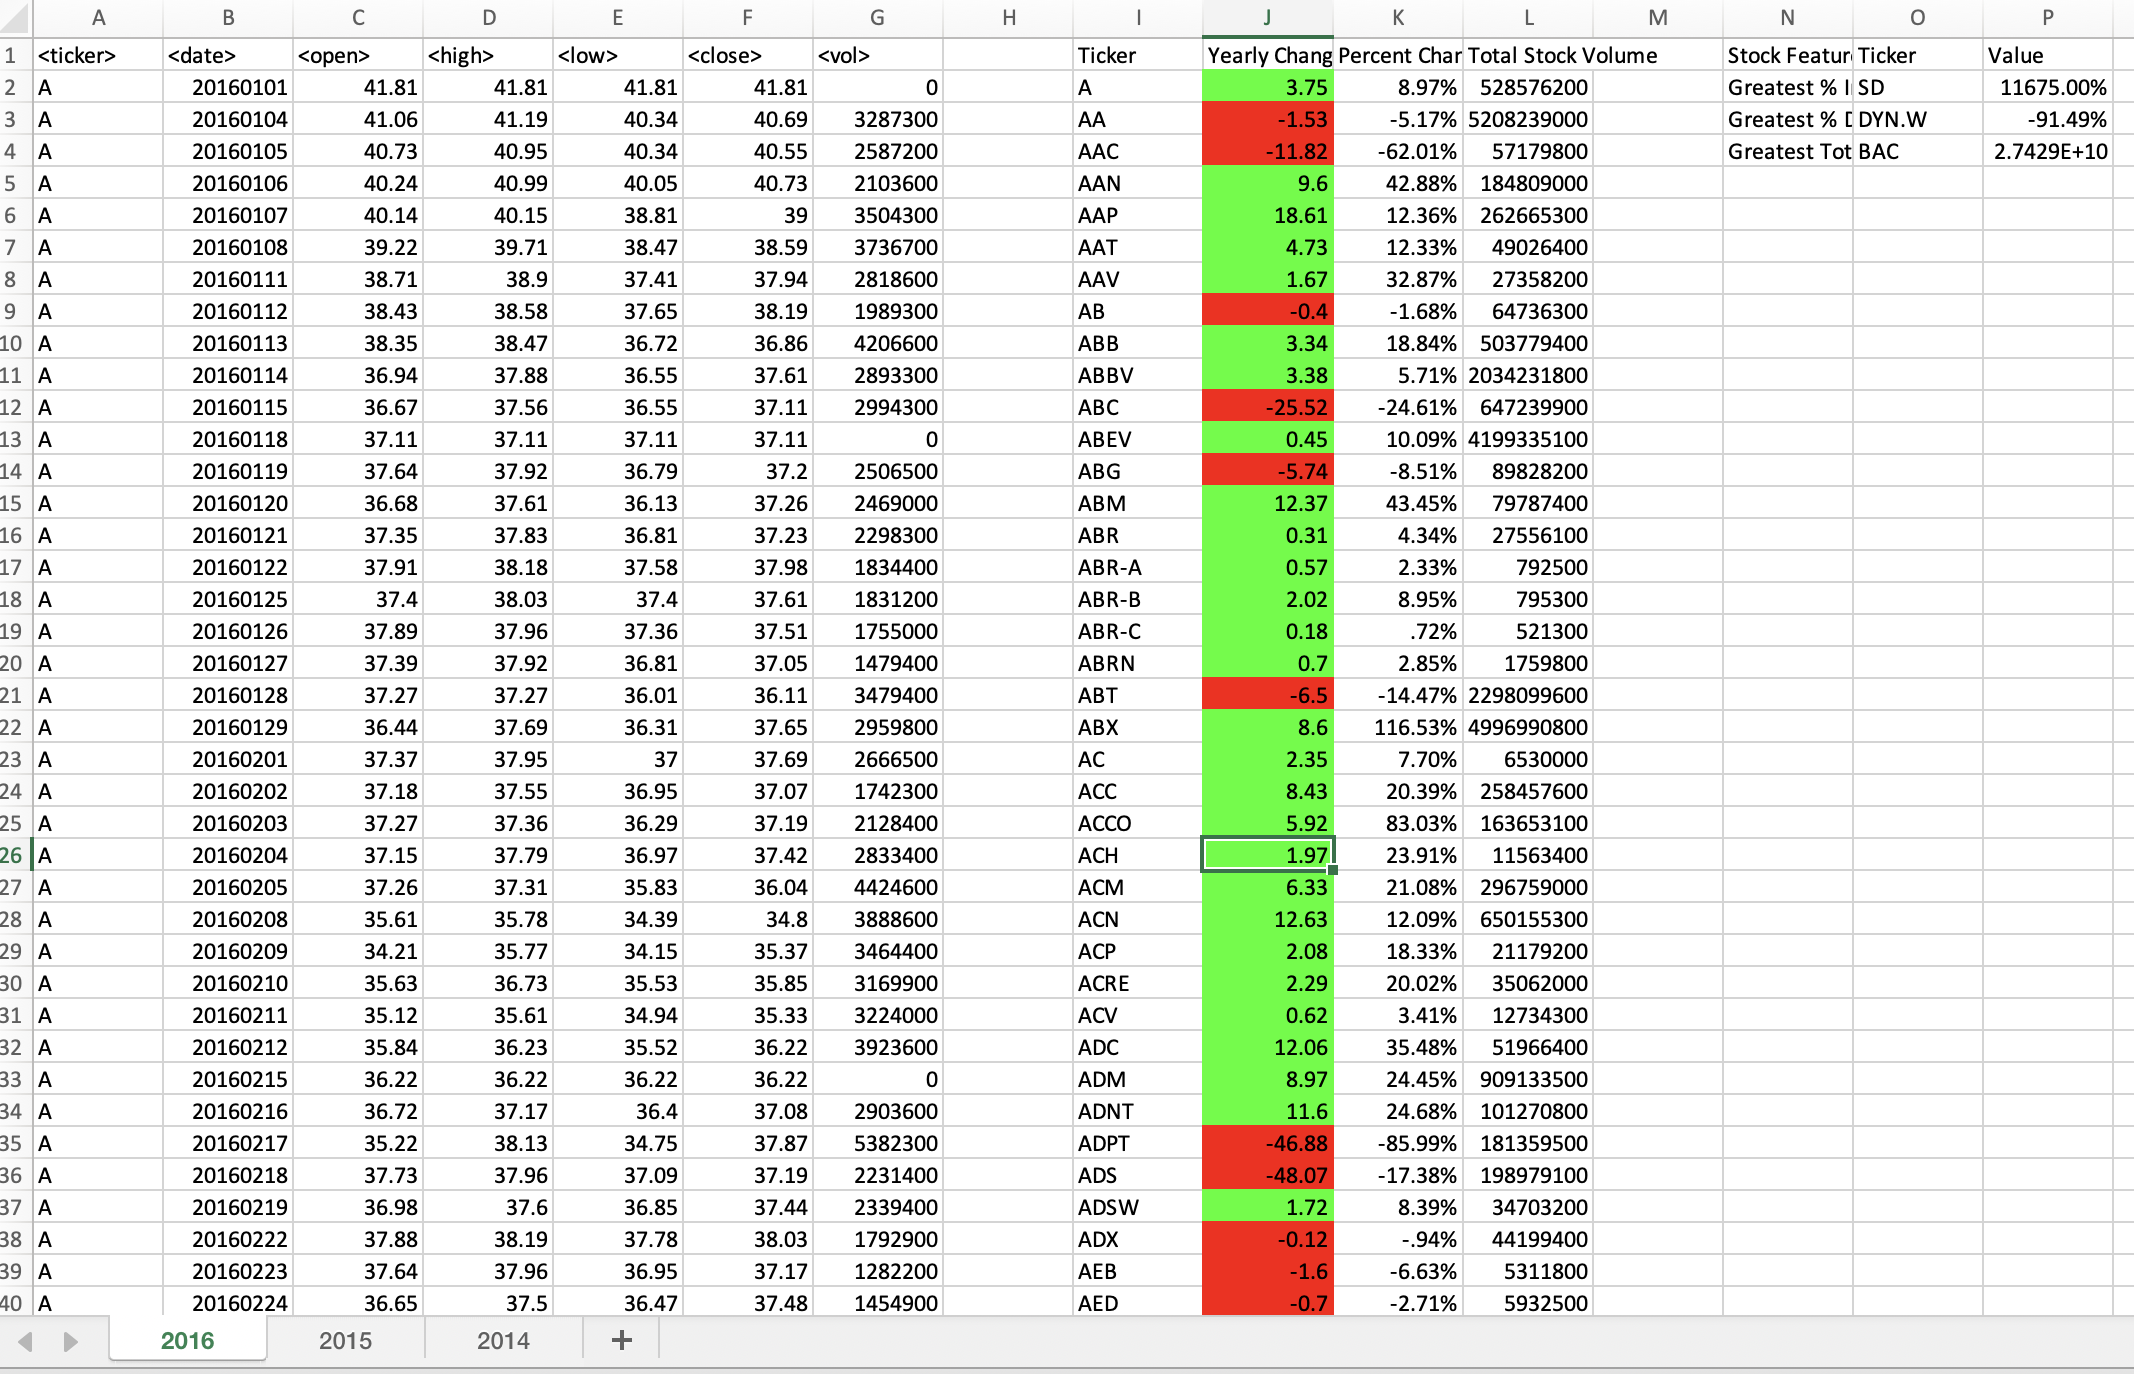 A B C D E F G H I J K L M N O P
1 <ticker> <date> <open> <high> <low> <close> <vol> Ticker Yearly Chang Percent Char Total Stock Volume Stock Featur Ticker Value
2 A 20160101 41.81 41.81 41.81 41.81 0 A 3.75 8.97% 528576200 Greatest % I SD 11675.00%
3 A 20160104 41.06 41.19 40.34 40.69 3287300 AA -1.53 -5.17% 5208239000 Greatest % D DYN.W -91.49%
4 A 20160105 40.73 40.95 40.34 40.55 2587200 AAC -11.82 -62.01% 57179800 Greatest Tot BAC 2.7429E+10
5 A 20160106 40.24 40.99 40.05 40.73 2103600 AAN 9.6 42.88% 184809000
6 A 20160107 40.14 40.15 38.81 39 3504300 AAP 18.61 12.36% 262665300
7 A 20160108 39.22 39.71 38.47 38.59 3736700 AAT 4.73 12.33% 49026400
8 A 20160111 38.71 38.9 37.41 37.94 2818600 AAV 1.67 32.87% 27358200
9 A 20160112 38.43 38.58 37.65 38.19 1989300 AB -0.4 -1.68% 64736300
10 A 20160113 38.35 38.47 36.72 36.86 4206600 ABB 3.34 18.84% 503779400
11 A 20160114 36.94 37.88 36.55 37.61 2893300 ABBV 3.38 5.71% 2034231800
12 A 20160115 36.67 37.56 36.55 37.11 2994300 ABC -25.52 -24.61% 647239900
13 A 20160118 37.11 37.11 37.11 37.11 0 ABEV 0.45 10.09% 4199335100
14 A 20160119 37.64 37.92 36.79 37.2 2506500 ABG -5.74 -8.51% 89828200
15 A 20160120 36.68 37.61 36.13 37.26 2469000 ABM 12.37 43.45% 79787400
16 A 20160121 37.35 37.83 36.81 37.23 2298300 ABR 0.31 4.34% 27556100
17 A 20160122 37.91 38.18 37.58 37.98 1834400 ABR-A 0.57 2.33% 792500
18 A 20160125 37.4 38.03 37.4 37.61 1831200 ABR-B 2.02 8.95% 795300
19 A 20160126 37.89 37.96 37.36 37.51 1755000 ABR-C 0.18 .72% 521300
20 A 20160127 37.39 37.92 36.81 37.05 1479400 ABRN 0.7 2.85% 1759800
21 A 20160128 37.27 37.27 36.01 36.11 3479400 ABT -6.5 -14.47% 2298099600
22 A 20160129 36.44 37.69 36.31 37.65 2959800 ABX 8.6 116.53% 4996990800
23 A 20160201 37.37 37.95 37 37.69 2666500 AC 2.35 7.70% 6530000
24 A 20160202 37.18 37.55 36.95 37.07 1742300 ACC 8.43 20.39% 258457600
25 A 20160203 37.27 37.36 36.29 37.19 2128400 ACCO 5.92 83.03% 163653100
26 A 20160204 37.15 37.79 36.97 37.42 2833400 ACH 1.97 23.91% 11563400
27 A 20160205 37.26 37.31 35.83 36.04 4424600 ACM 6.33 21.08% 296759000
28 A 20160208 35.61 35.78 34.39 34.8 3888600 ACN 12.63 12.09% 650155300
29 A 20160209 34.21 35.77 34.15 35.37 3464400 ACP 2.08 18.33% 21179200
30 A 20160210 35.63 36.73 35.53 35.85 3169900 ACRE 2.29 20.02% 35062000
31 A 20160211 35.12 35.61 34.94 35.33 3224000 ACV 0.62 3.41% 12734300
32 A 20160212 35.84 36.23 35.52 36.22 3923600 ADC 12.06 35.48% 51966400
33 A 20160215 36.22 36.22 36.22 36.22 0 ADM 8.97 24.45% 909133500
34 A 20160216 36.72 37.17 36.4 37.08 2903600 ADNT 11.6 24.68% 101270800
35 A 20160217 35.22 38.13 34.75 37.87 5382300 ADPT -46.88 -85.99% 181359500
36 A 20160218 37.73 37.96 37.09 37.19 2231400 ADS -48.07 -17.38% 198979100
37 A 20160219 36.98 37.6 36.85 37.44 2339400 ADSW 1.72 8.39% 34703200
38 A 20160222 37.88 38.19 37.78 38.03 1792900 ADX -0.12 -.94% 44199400
39 A 20160223 37.64 37.96 36.95 37.17 1282200 AEB -1.6 -6.63% 5311800
40 A 20160224 36.65 37.5 36.47 37.48 1454900 AED -0.7 -2.71% 5932500
2016 2015 2014 +